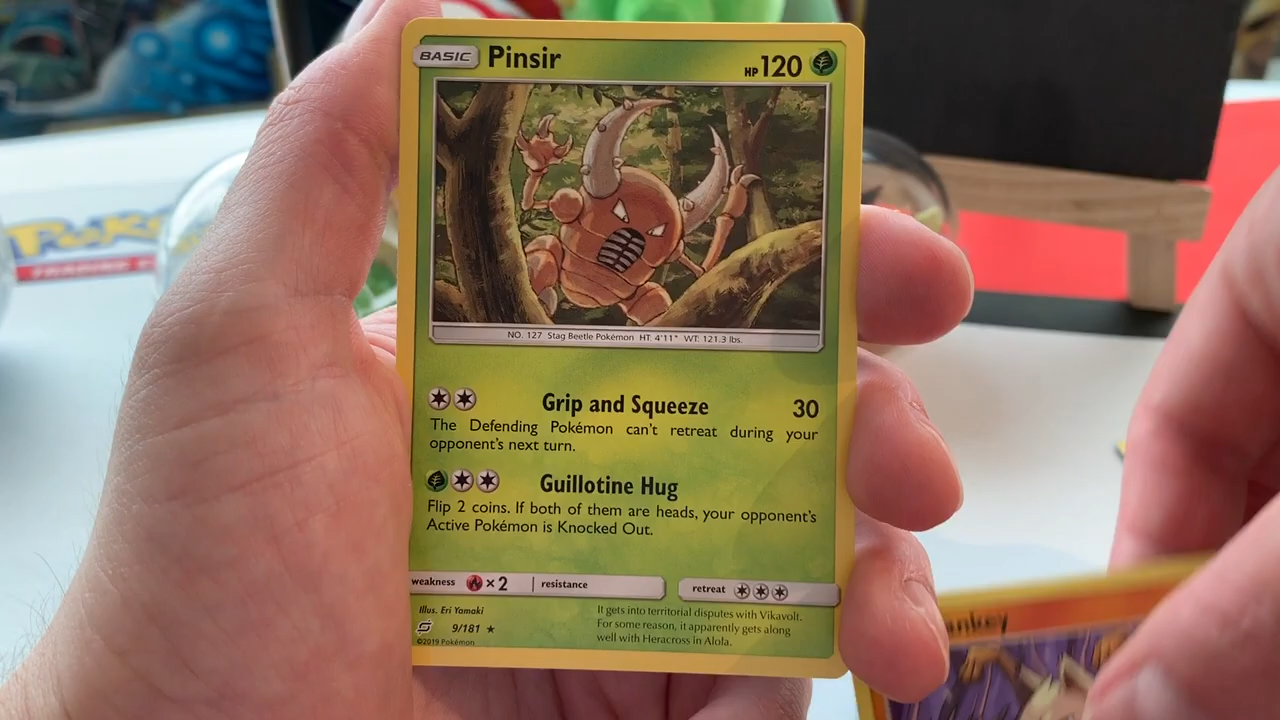 BASIC Pinsir HP 120
NO. 127 Stag Beetle Pokémon HT: 4'11" WT: 121.3 lbs.
Grip and Squeeze 30
The Defending Pokémon can't retreat during your
opponent's next turn.
Guillotine Hug
Flip 2 coins. If both of them are heads, your opponent's
Active Pokémon is Knocked Out.
weakness ×2 resistance retreat
Illus. Eri Yamaki
9/181 ★
©2019 Pokémon
It gets into territorial disputes with Vikavolt.
For some reason, it apparently gets along
well with Heracross in Alola.
ankey